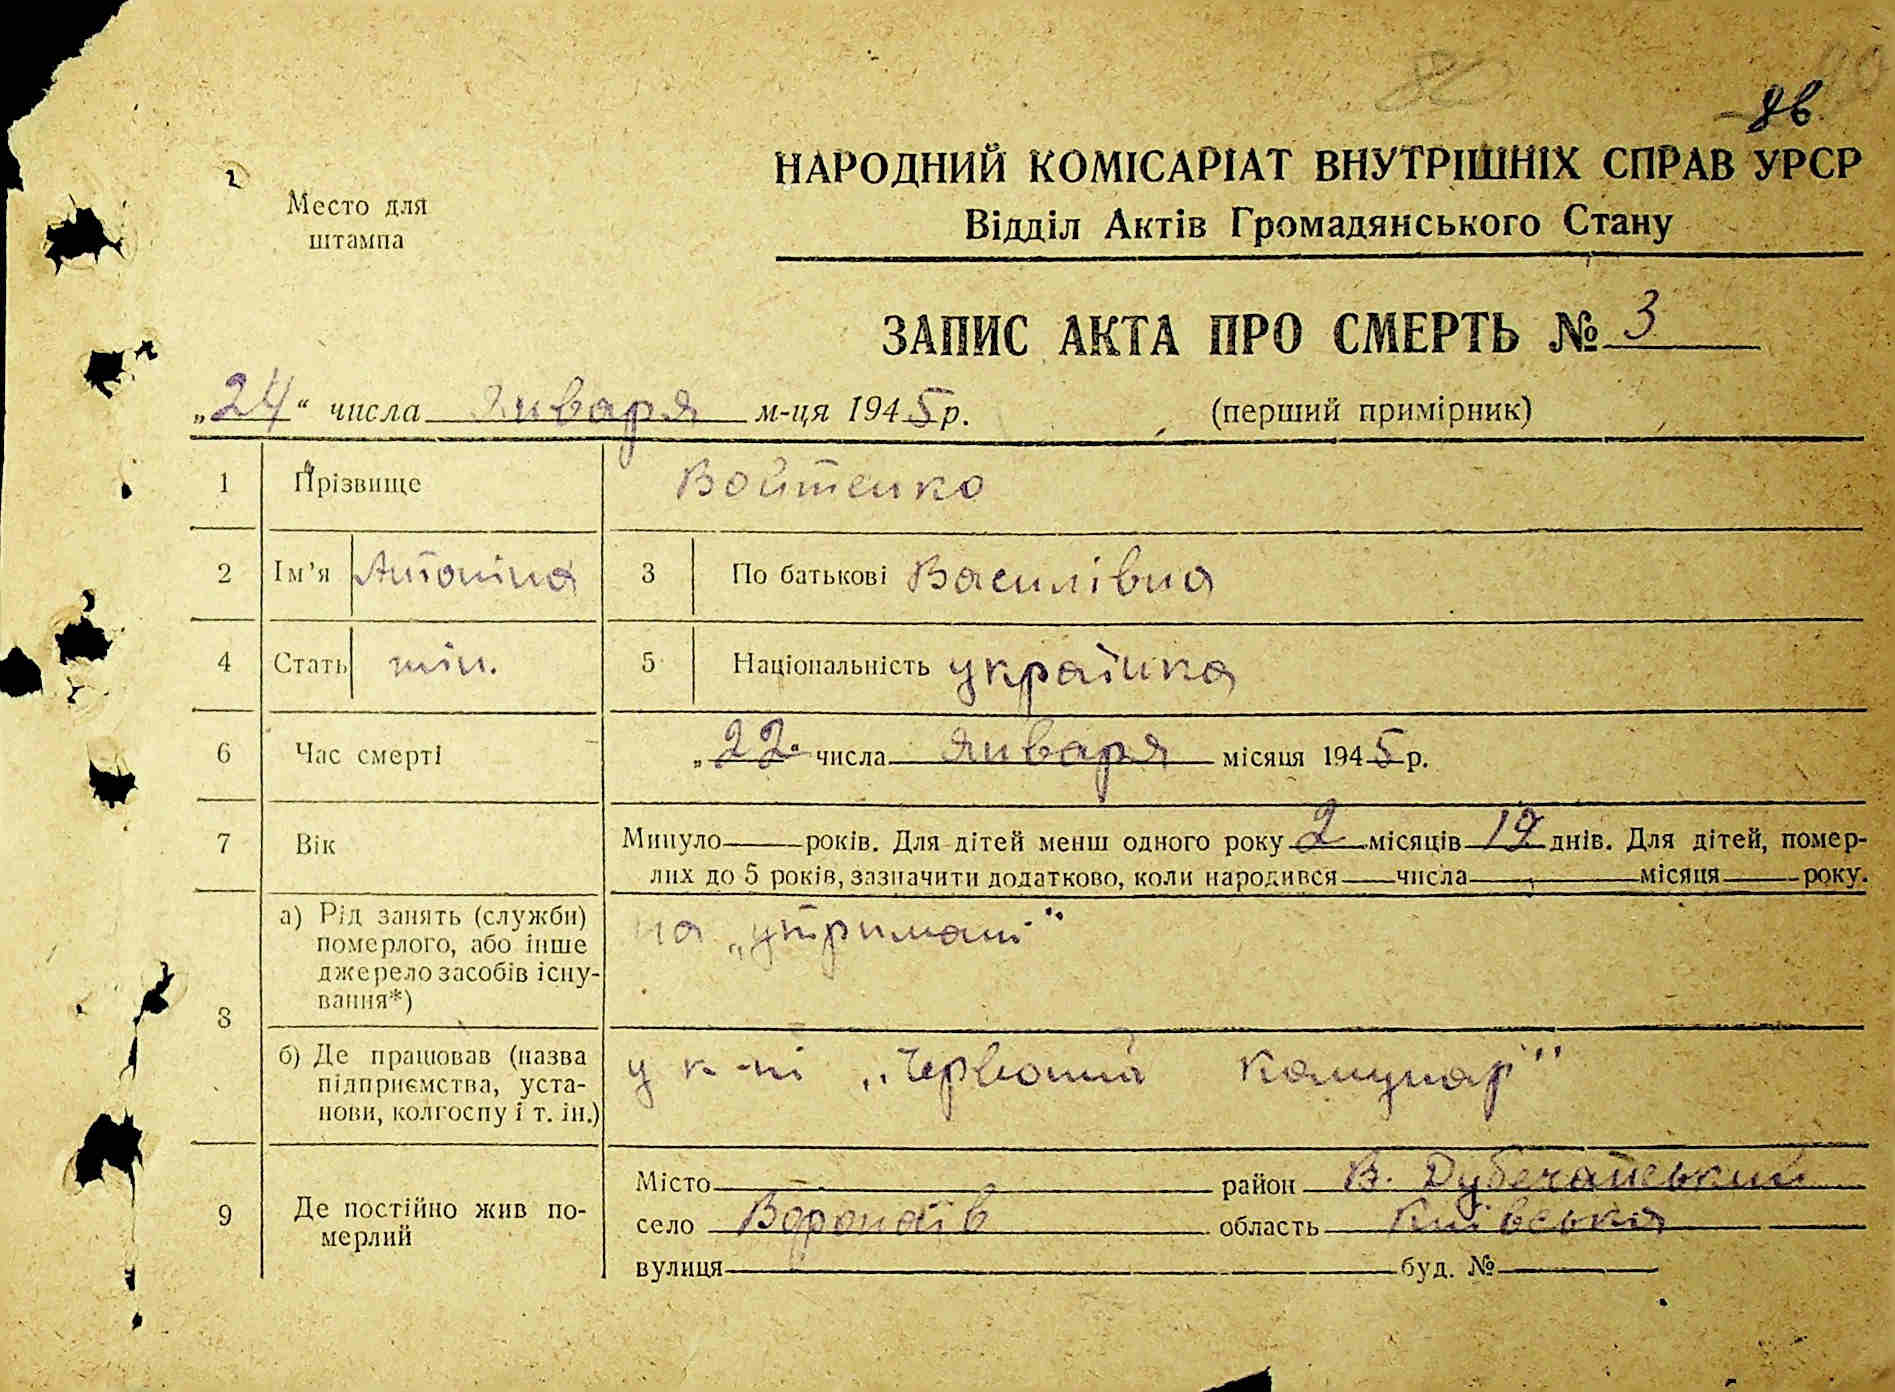 86
НАРОДНИЙ КОМІСАРІАТ ВНУТРІШНІХ СПРАВ УРСР
Место для штампа
Відділ Актів Громадянського Стану
ЗАПИС АКТА ПРО СМЕРТЬ № 3
„24“ числа января м-ця 1945 р. (перший примірник)
1 Прізвище Войтенко
2 Ім’я Антоніна 3 По батькові Василівна
4 Стать жін. 5 Національність українка
6 Час смерті „22 числа января місяця 1945 р.
7 Вік Минуло років. Для дітей менш одного року 2 місяців 12 днів. Для дітей, помер-
лих до 5 років, зазначити додатково, коли народився числа місяця року.
8 а) Рід занять (служби) померлого, або інше джерело засобів існу-вання*) на „утримані“
б) Де працював (назва підприємства, уста-нови, колгоспу і т. ін.) у к-пі „Червоний Комунар“
9 Де постійно жив по-мерлий
Місто район В. Дубечанський
село Воропаїв область Київська
вулиця буд. №